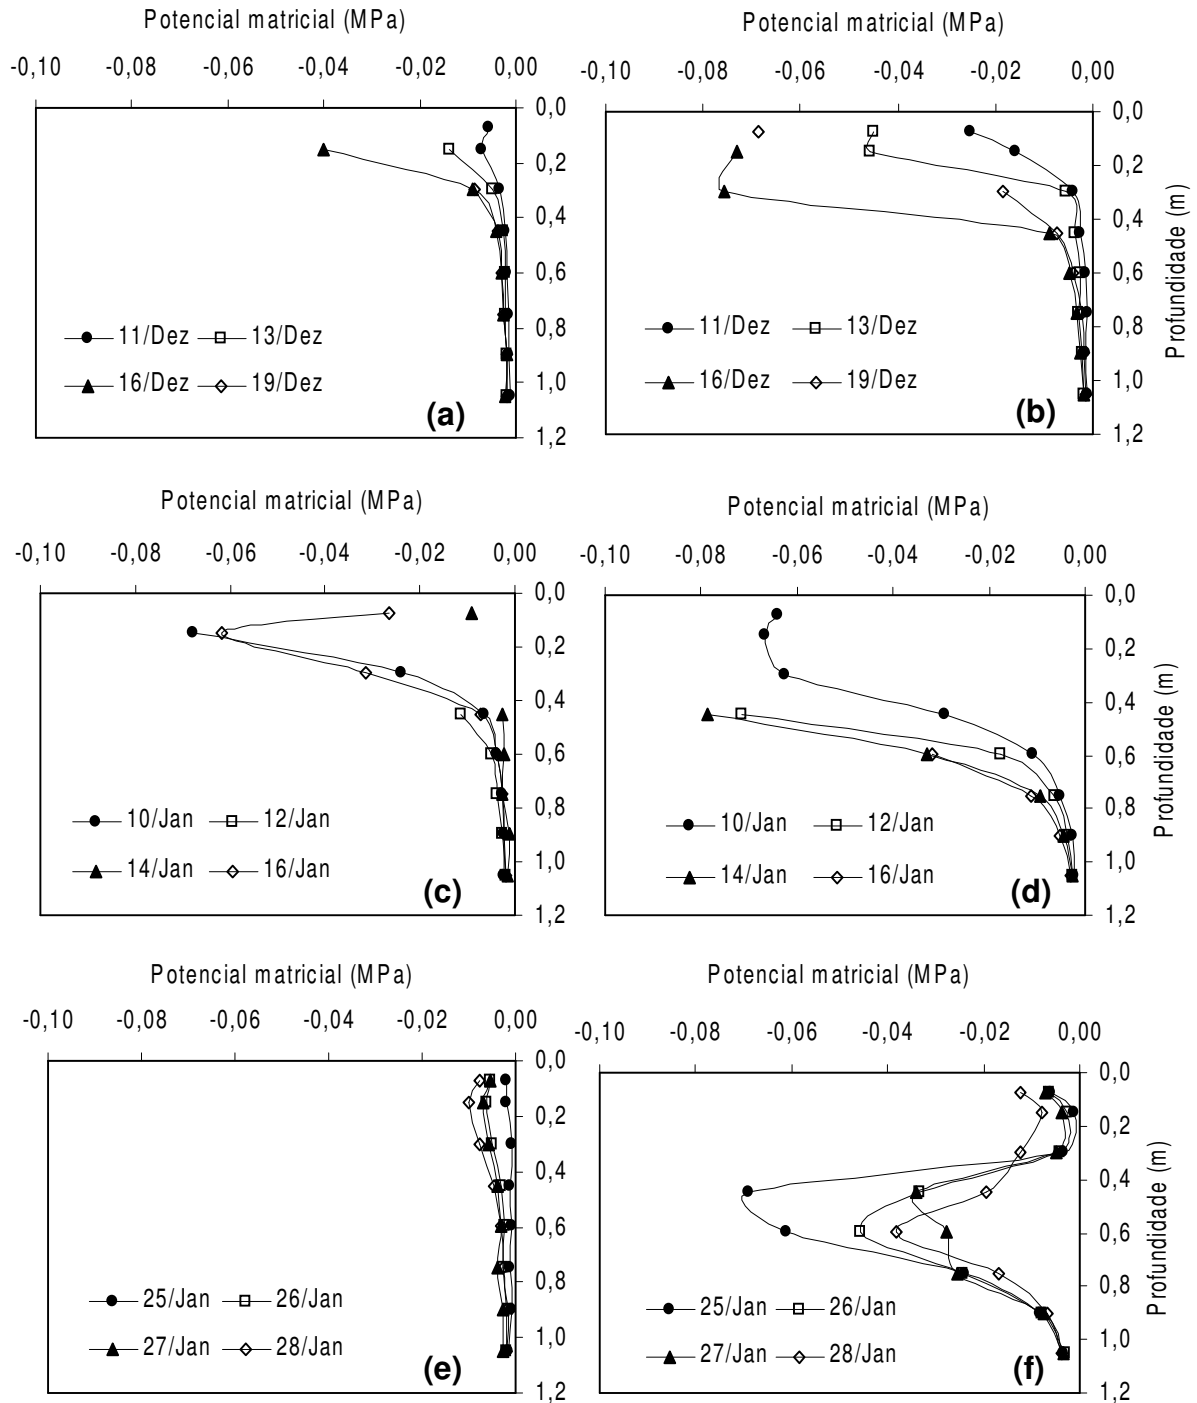 Potencial matricial (MPa)
-0,10 -0,08 -0,06 -0,04 -0,02 0,00
0,0
0,2
0,4
0,6
0,8
1,0
1,2
11/Dez 13/Dez
16/Dez 19/Dez
(a)
Potencial matricial (MPa)
-0,10 -0,08 -0,06 -0,04 -0,02 0,00
0,0
0,2
0,4
0,6
0,8
1,0
1,2
Profundidade (m)
11/Dez 13/Dez
16/Dez 19/Dez
(b)
Potencial matricial (MPa)
-0,10 -0,08 -0,06 -0,04 -0,02 0,00
0,0
0,2
0,4
0,6
0,8
1,0
1,2
10/Jan 12/Jan
14/Jan 16/Jan
(c)
Potencial matricial (MPa)
-0,10 -0,08 -0,06 -0,04 -0,02 0,00
0,0
0,2
0,4
0,6
0,8
1,0
1,2
Profundidade (m)
10/Jan 12/Jan
14/Jan 16/Jan
(d)
Potencial matricial (MPa)
-0,10 -0,08 -0,06 -0,04 -0,02 0,00
0,0
0,2
0,4
0,6
0,8
1,0
1,2
25/Jan 26/Jan
27/Jan 28/Jan
(e)
Potencial matricial (MPa)
-0,10 -0,08 -0,06 -0,04 -0,02 0,00
0,0
0,2
0,4
0,6
0,8
1,0
1,2
Profundidade (m)
25/Jan 26/Jan
27/Jan 28/Jan
(f)